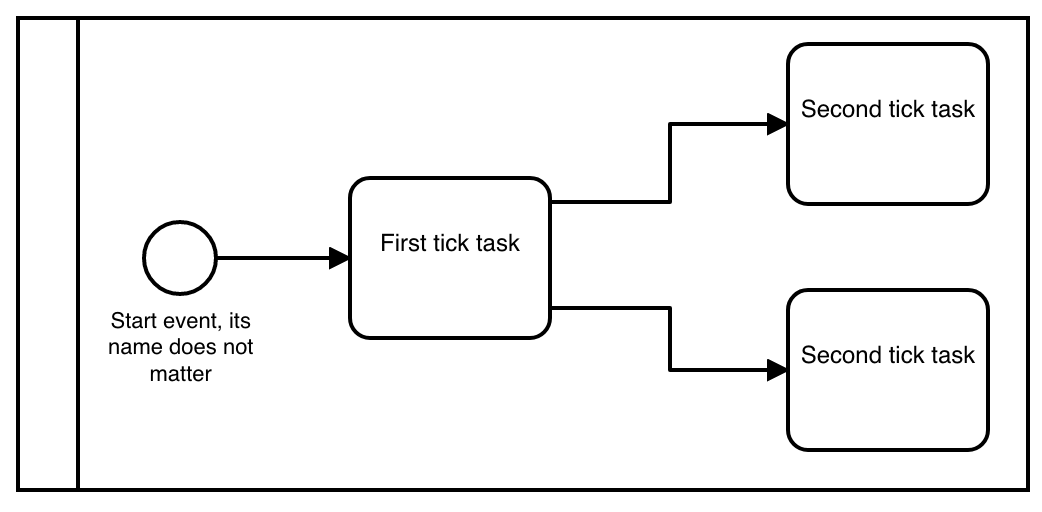 Second tick task
First tick task
Start event, its
name does not
matter
Second tick task